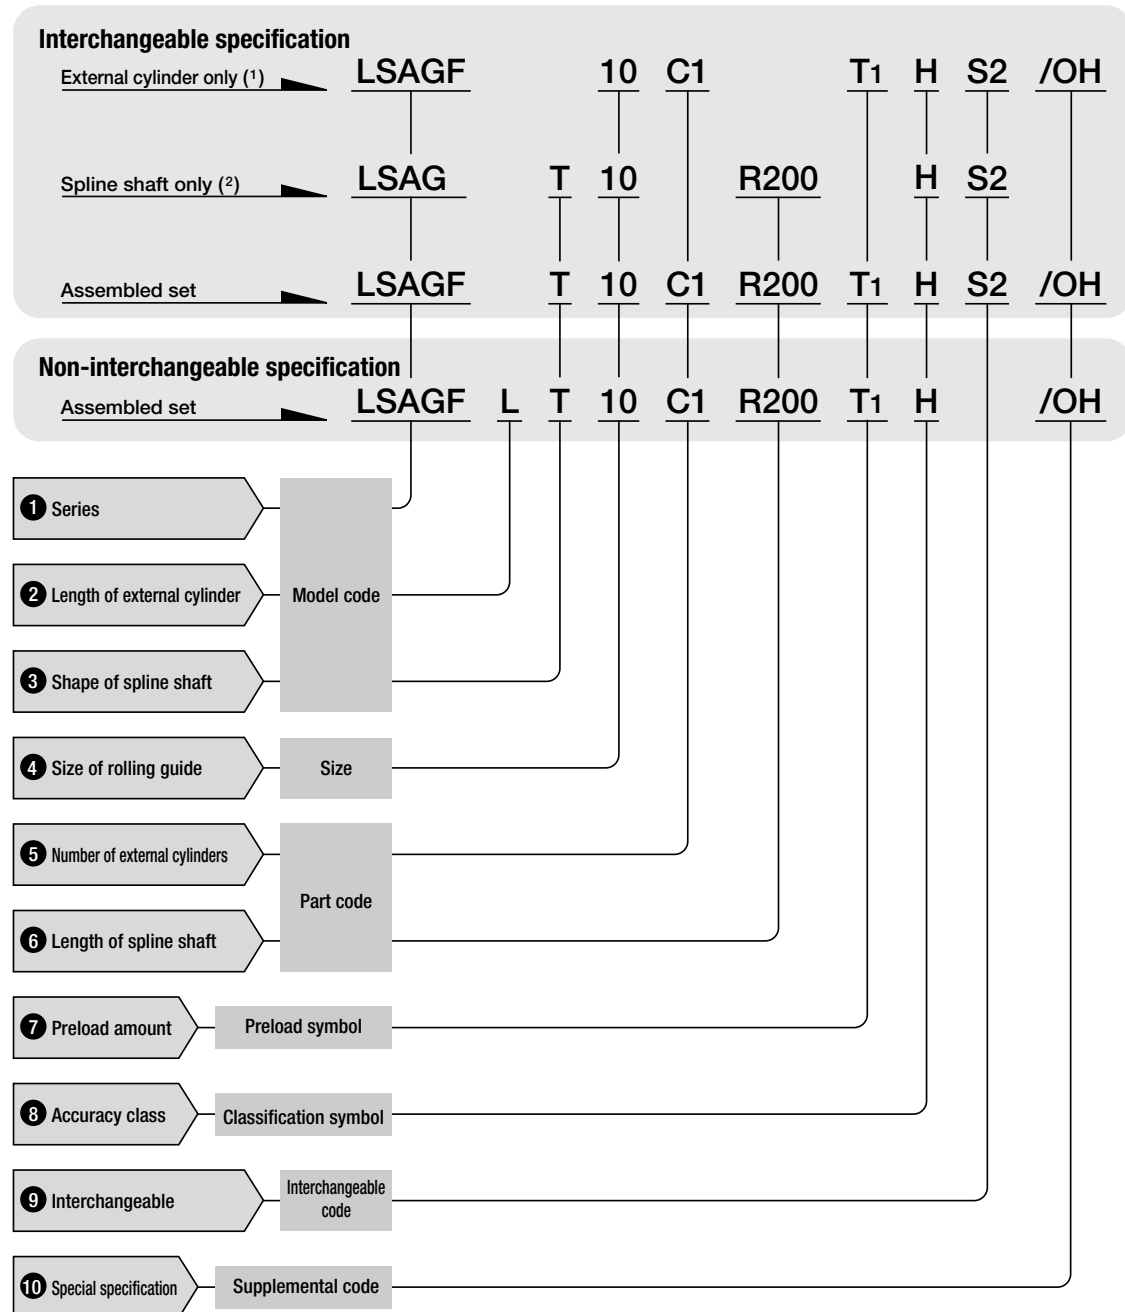 Interchangeable specification
External cylinder only (1) LSAGF 10 C1 T1 H S2 /OH
Spline shaft only (2) LSAG T 10 R200 H S2
Assembled set LSAGF T 10 C1 R200 T1 H S2 /OH
Non-interchangeable specification
Assembled set LSAGF L T 10 C1 R200 T1 H /OH
1 Series
2 Length of external cylinder Model code
3 Shape of spline shaft
4 Size of rolling guide Size
5 Number of external cylinders
Part code
6 Length of spline shaft
7 Preload amount Preload symbol
8 Accuracy class Classification symbol
9 Interchangeable Interchangeable
code
10 Special specification Supplemental code